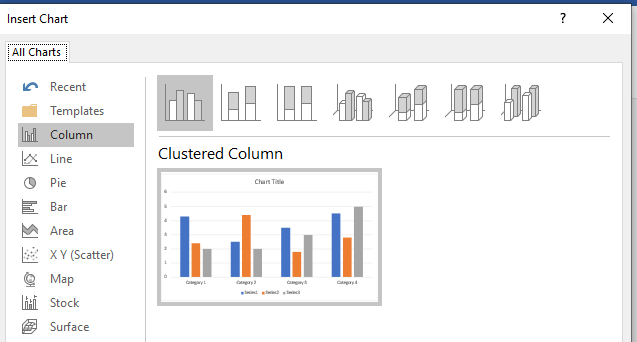 Insert Chart
?
All Charts
Recent
Templates
Column
Line
Pie
Bar
Area
X Y (Scatter)
Map
Stock
Surface
Clustered Column
Chart Title
6
5
4
3
2
1
0
Category 1 Category 2 Category 3 Category 4
Series1 Series2 Series3